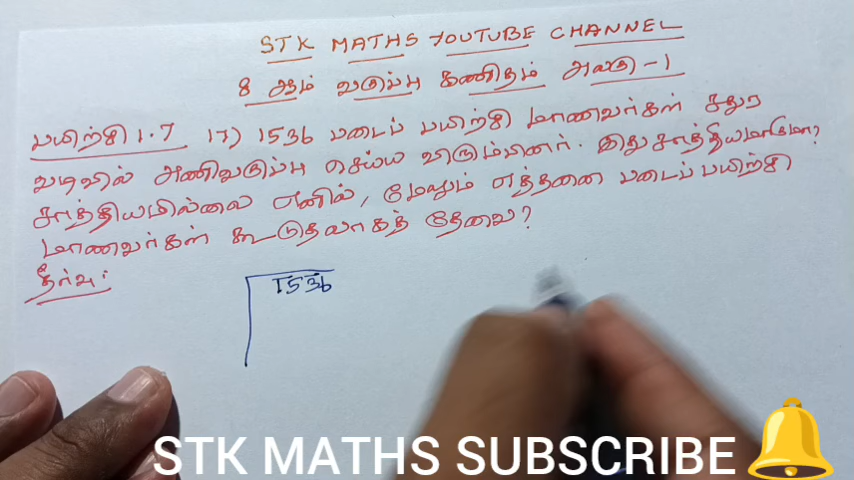 STK MATHS YOUTUBE CHANNEL
8 ஆம் வகுப்பு கணிதம் அலகு - 1
பயிற்சி 1.7 17) 1536 படைப் பயிற்சி மாணவர்கள் சதுர
வடிவில் அணிவகுப்பு செய்ய விரும்பினர். இது சாத்தியமாகுமோ?
சாத்தியமில்லை எனில், மேலும் எத்தனை படைப் பயிற்சி
மாணவர்கள் கூடுதலாகத் தேவை?
தீர்வு:
1536
STK MATHS SUBSCRIBE